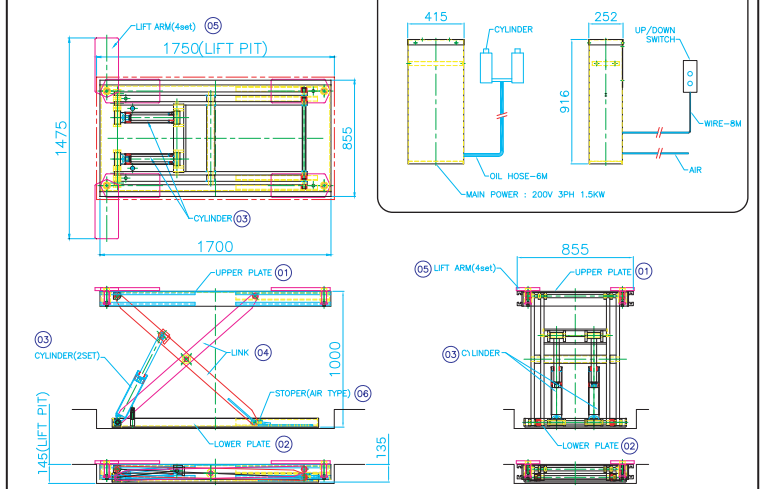 LIFT ARM(4set) 05
1750(LIFT PIT)
1475
855
CYLINDER 03
1700
415
CYLINDER
252
UP/DOWN
SWITCH
916
WIRE-8M
AIR
OIL HOSE-6M
MAIN POWER : 200V 3PH 1.5KW
UPPER PLATE 01
03
CYLINDER(2SET)
LINK 04
1000
STOPER(AIR TYPE) 06
LOWER PLATE 02
145(LIFT PIT)
135
855
05 LIFT ARM(4set)
UPPER PLATE 01
03 CYLINDER
LOWER PLATE 02